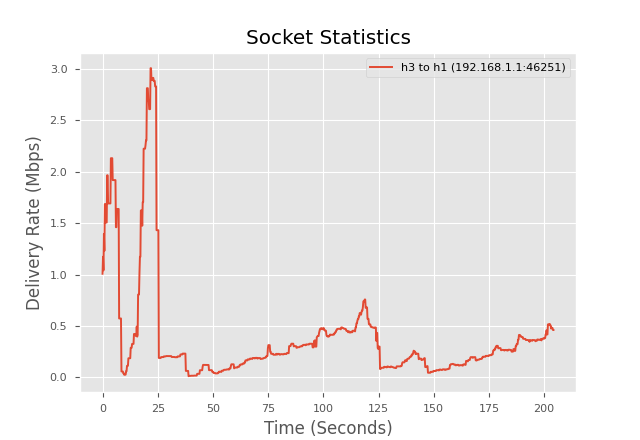 Socket Statistics
h3 to h1 (192.168.1.1:46251)
Delivery Rate (Mbps)
3.0
2.5
2.0
1.5
1.0
0.5
0.0
0 25 50 75 100 125 150 175 200
Time (Seconds)